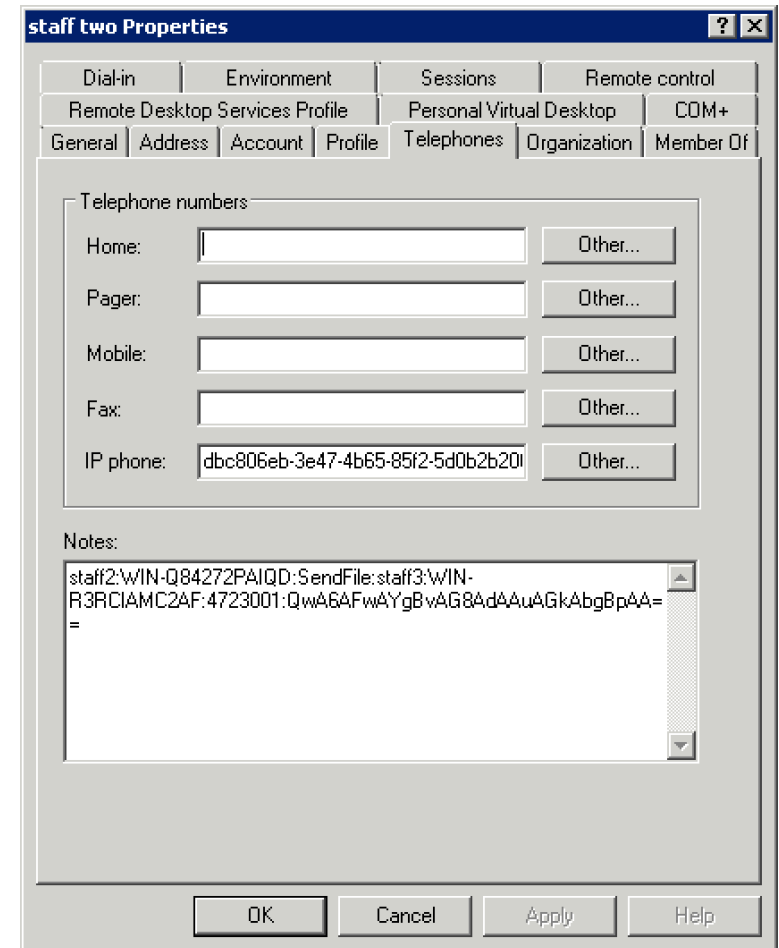 staff two Properties
Dial-in Environment Sessions Remote control
Remote Desktop Services Profile Personal Virtual Desktop COM+
General Address Account Profile Telephones Organization Member Of
Telephone numbers
Home: Other...
Pager: Other...
Mobile: Other...
Fax: Other...
IP phone: dbc806eb-3e47-4b65-85f2-5d0b2b20 Other...
Notes:
staff2:WIN-Q84272PAIQD:SendFile:staff3:WIN-
R3RCIAMC2AF:4723001:QwA6AFwAYgBvAG8AdAAuAGkAbgBpAA=
=
OK Cancel Apply Help